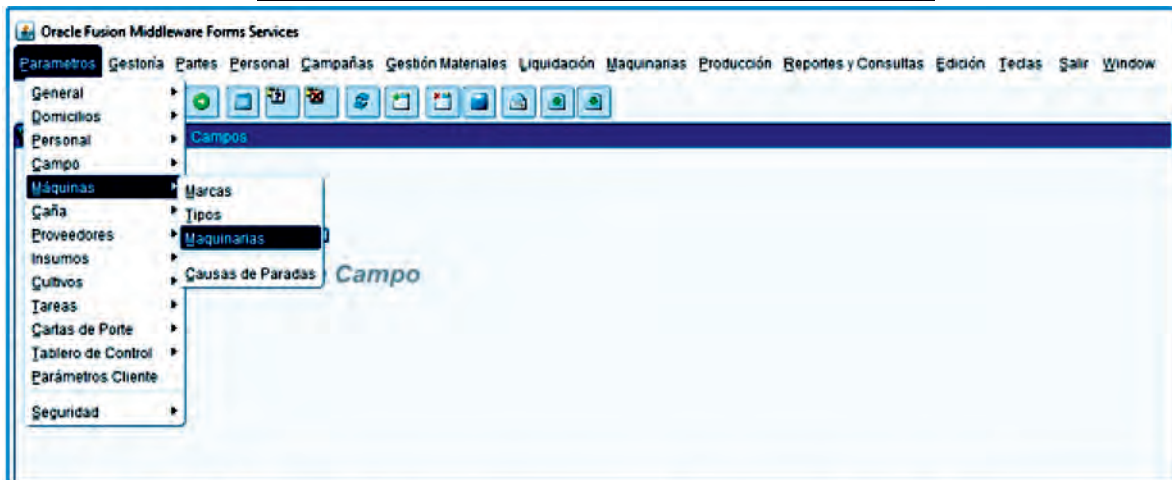 Oracle Fusion Middleware Forms Services
Parametros Gestoría Partes Personal Campañas Gestión Materiales Liquidación Maquinarias Producción Reportes y Consultas Edición Teclas Salir Window
General
Domicilios
Personal
Campos
Campo
Máquinas
Marcas
Caña
Tipos
Proveedores
Maquinarias
Insumos
Causas de Paradas
Campo
Cultivos
Tareas
Cartas de Porte
Tablero de Control
Parámetros Cliente
Seguridad